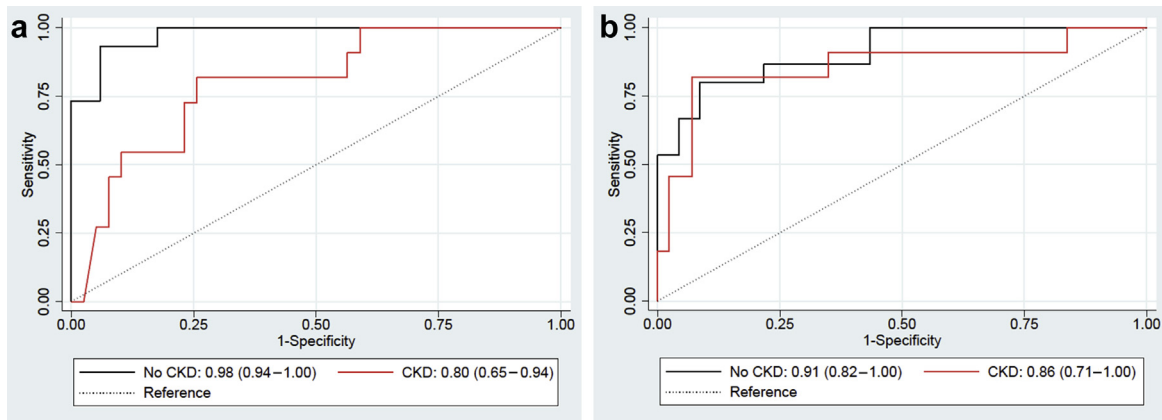 a
1.00
0.75
0.50
0.25
0.00
Sensitivity
0.00 0.25 0.50 0.75 1.00
1-Specificity
No CKD: 0.98 (0.94−1.00) CKD: 0.80 (0.65−0.94)
Reference
b
1.00
0.75
0.50
0.25
0.00
Sensitivity
0.00 0.25 0.50 0.75 1.00
1-Specificity
No CKD: 0.91 (0.82−1.00) CKD: 0.86 (0.71−1.00)
Reference